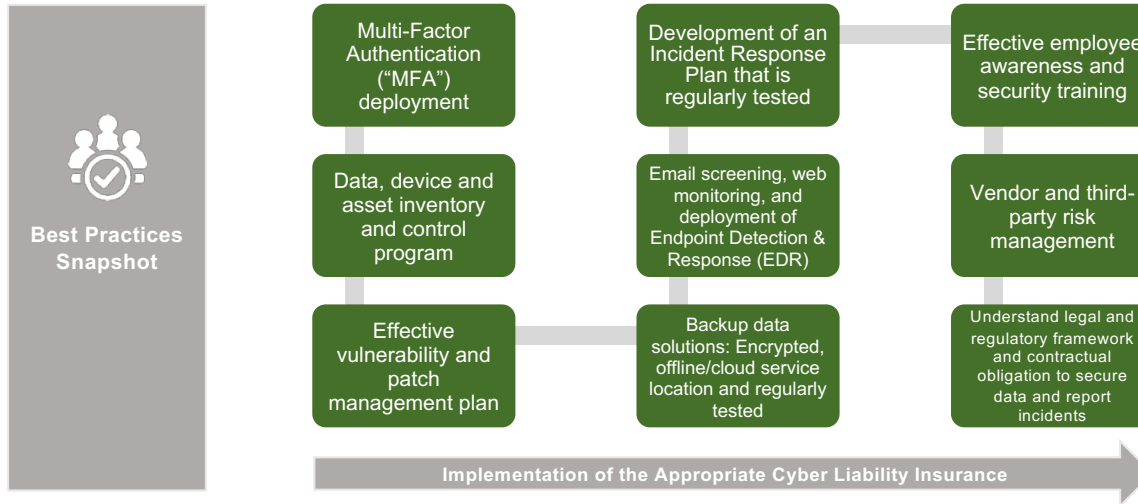 Best Practices
Snapshot
Multi-Factor
Authentication
(“MFA”)
deployment
Data, device and
asset inventory
and control
program
Effective
vulnerability and
patch
management plan
Backup data
solutions: Encrypted,
offline/cloud service
location and regularly
tested
Email screening, web
monitoring, and
deployment of
Endpoint Detection &
Response (EDR)
Development of an
Incident Response
Plan that is
regularly tested
Effective employee
awareness and
security training
Vendor and third-
party risk
management
Understand legal and
regulatory framework
and contractual
obligation to secure
data and report
incidents
Implementation of the Appropriate Cyber Liability Insurance